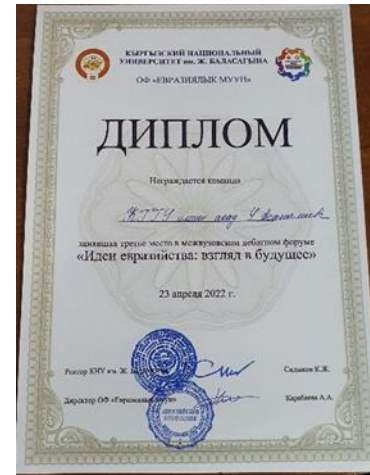 КЫРГЫЗСКИЙ НАЦИОНАЛЬНЫЙ
УНИВЕРСИТЕТ им. Ж. БАЛАСАГЫНА
ОФ «ЕВРАЗИЯЛЫК МУУН»
ДИПЛОМ
Награждается команда
занявшая третье место в межвузовском дебатном форуме
«Идеи евразийства: взгляд в будущее»
23 апреля 2022 г.
Ректор КНУ им. Ж.
Садыков К.Ж.
Директор ОФ «Евразиялык муун»
Карабаева А.А.